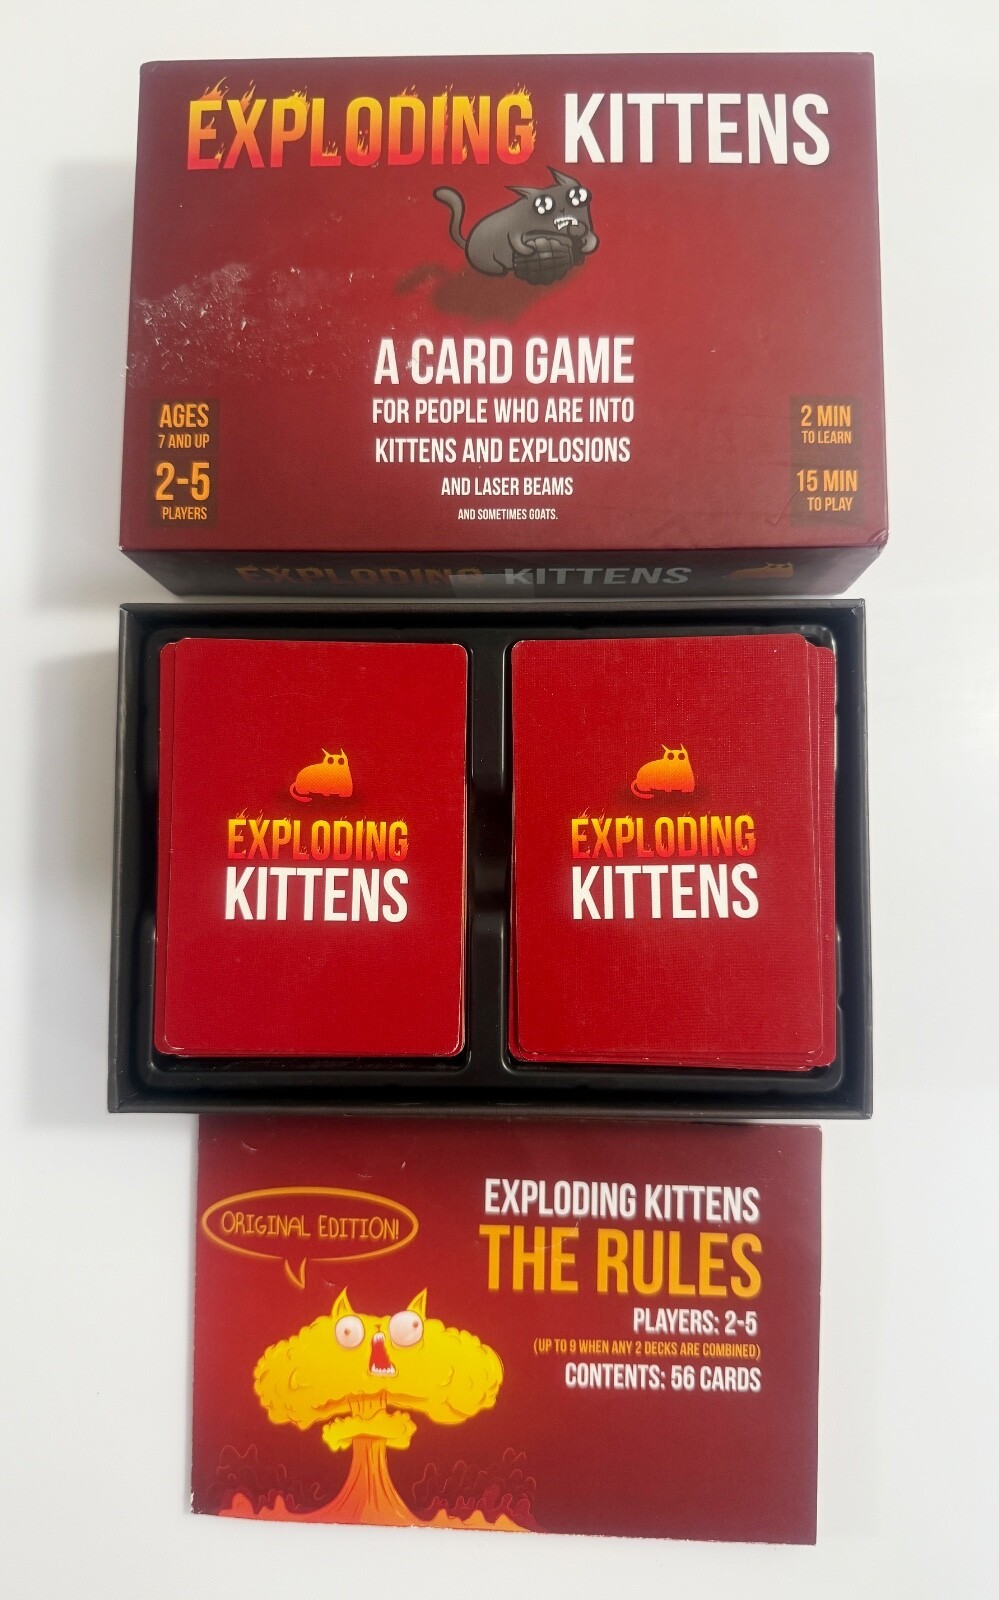 EXPLODING KITTENS
A CARD GAME
FOR PEOPLE WHO ARE INTO
KITTENS AND EXPLOSIONS
AND LASER BEAMS
AND SOMETIMES GOATS.
AGES
7 AND UP
2-5
PLAYERS
2 MIN
TO LEARN
15 MIN
TO PLAY
EXPLODING KITTENS
EXPLODING
KITTENS
EXPLODING
KITTENS
ORIGINAL EDITION!
EXPLODING KITTENS
THE RULES
PLAYERS: 2-5
(UP TO 9 WHEN ANY 2 DECKS ARE COMBINED)
CONTENTS: 56 CARDS